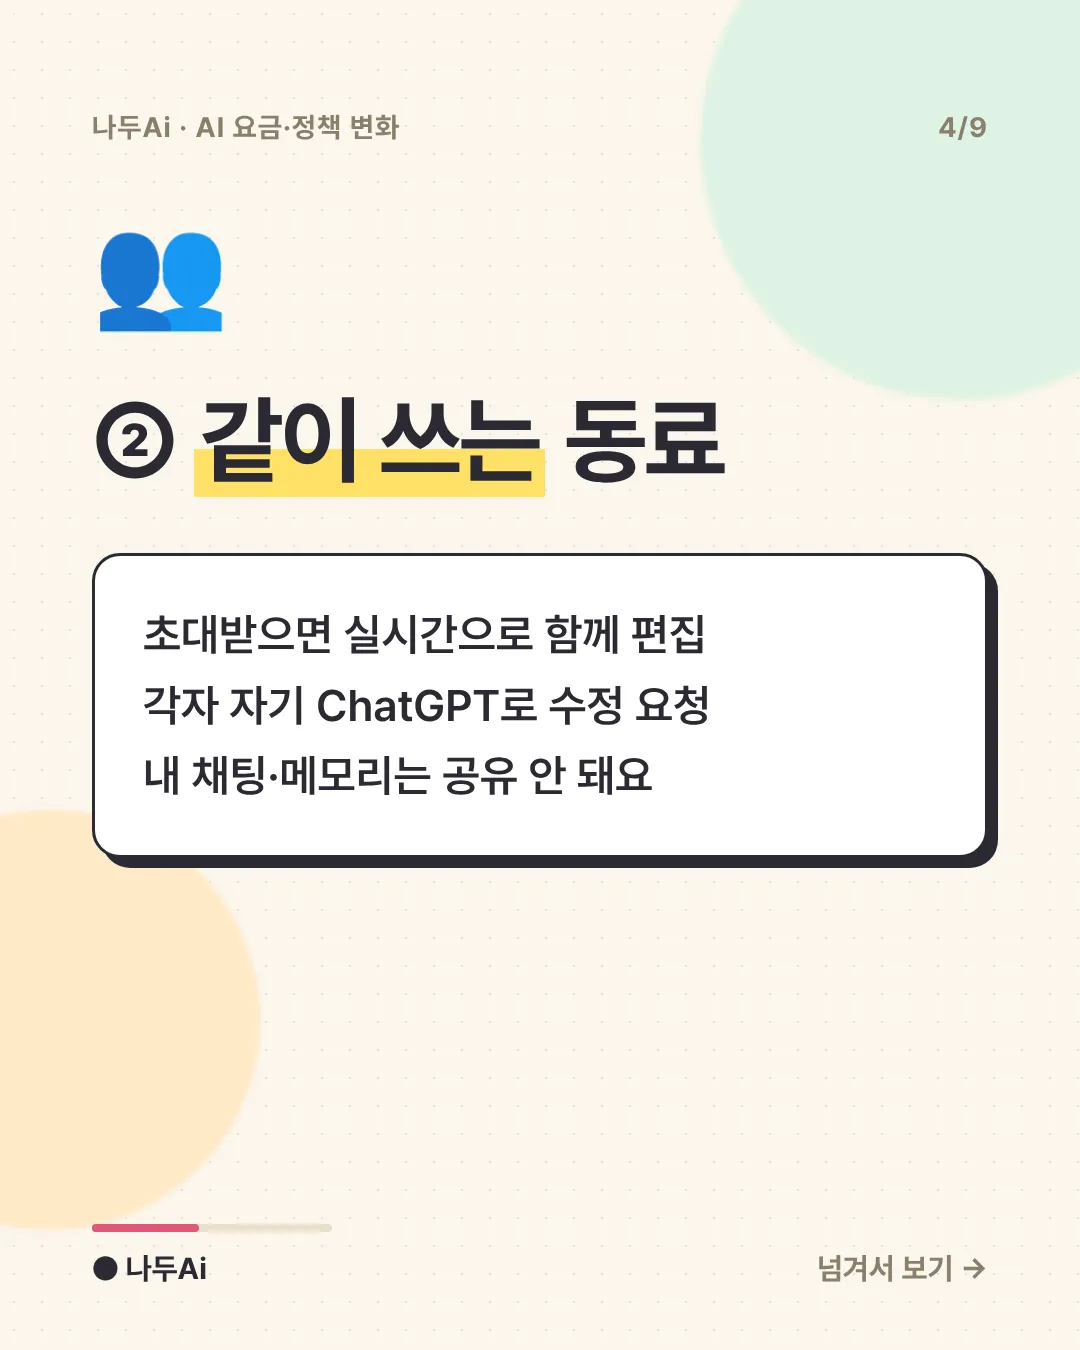 나두Ai · AI 요금·정책 변화
4/9
② 같이 쓰는 동료
초대받으면 실시간으로 함께 편집
각자 자기 ChatGPT로 수정 요청
내 채팅·메모리는 공유 안 돼요
● 나두Ai
넘겨서 보기 →